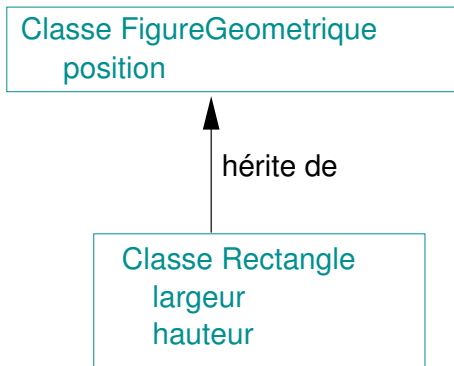 Classe FigureGeometrique
position
hérite de
Classe Rectangle
largeur
hauteur